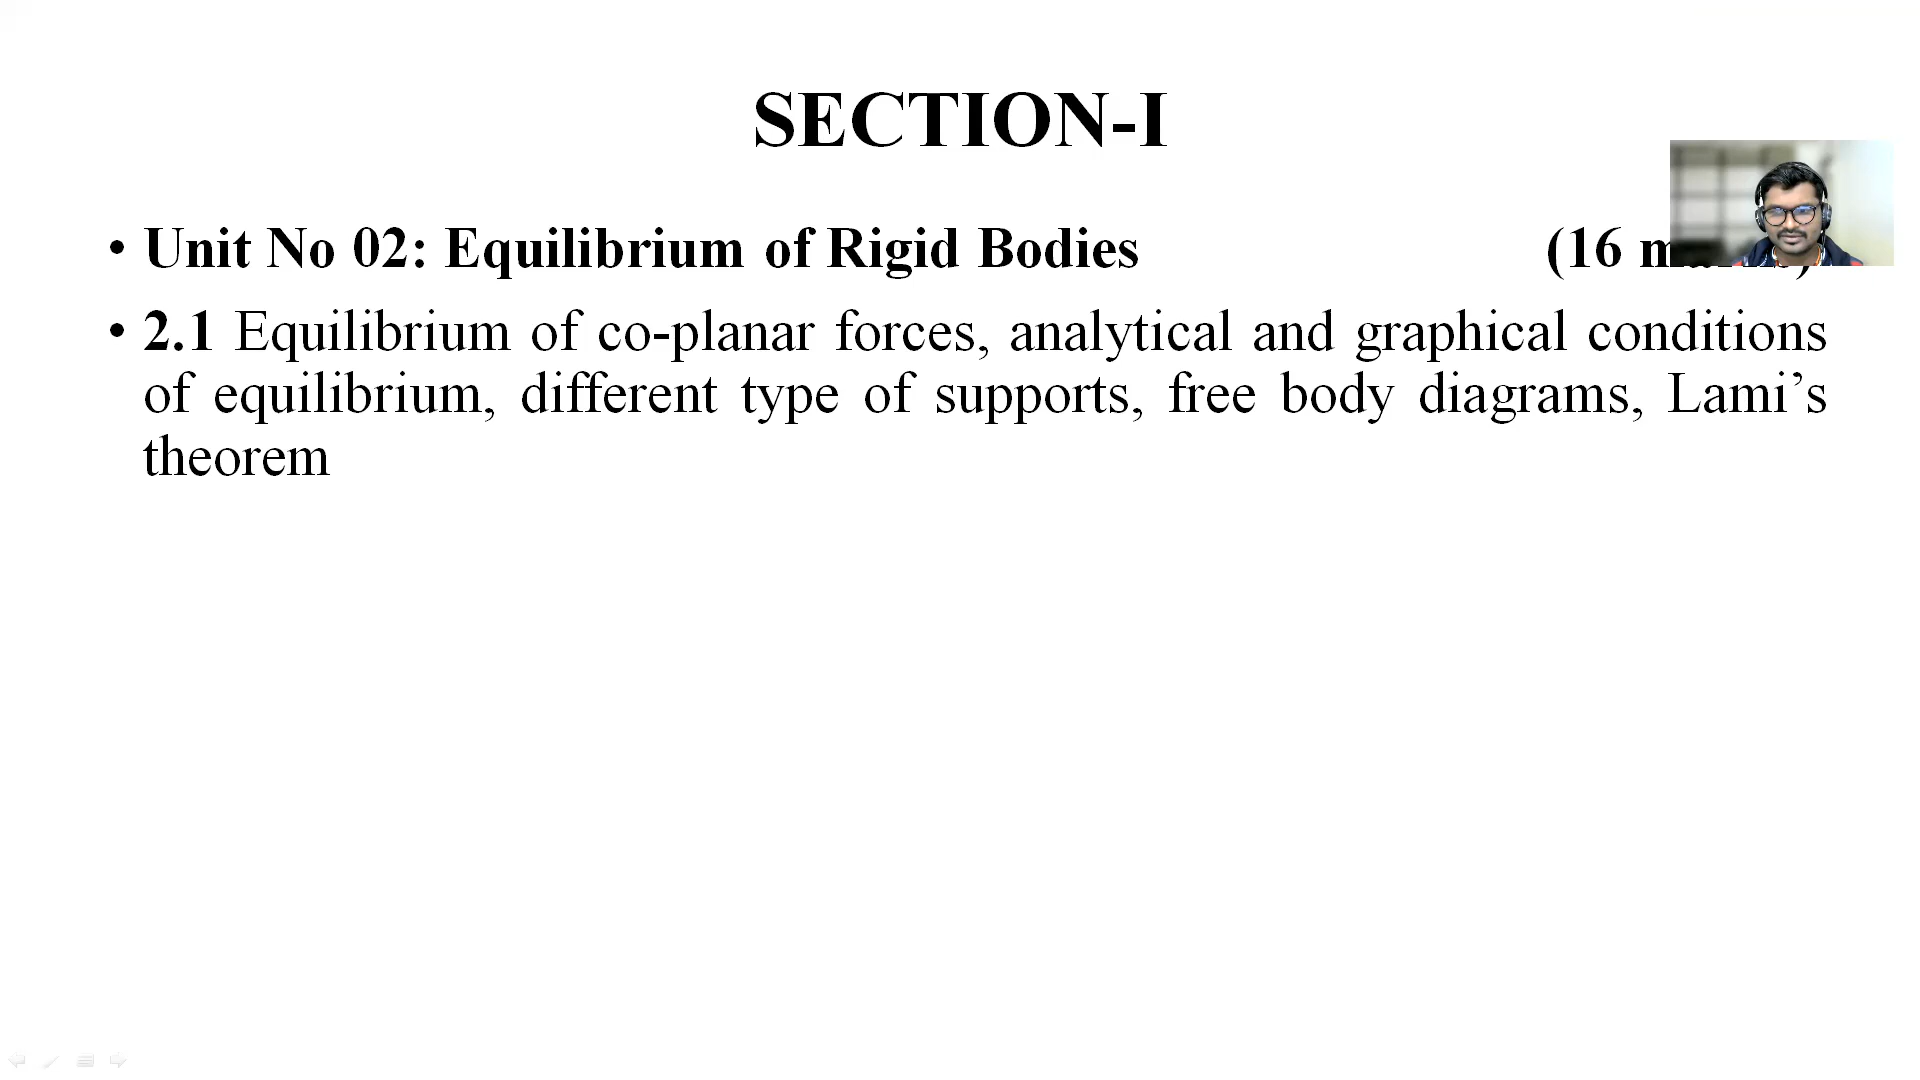 SECTION-I
• Unit No 02: Equilibrium of Rigid Bodies (16
• 2.1 Equilibrium of co-planar forces, analytical and graphical conditions
of equilibrium, different type of supports, free body diagrams, Lami’s
theorem